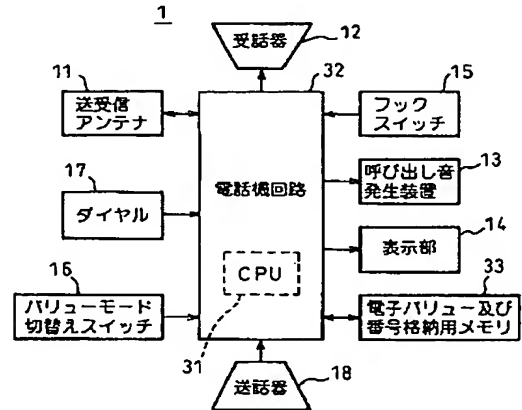 1
受話器
12
32
11
送受信
アンテナ
15
フック
スイッチ
17
ダイヤル
電話機回路
呼び出し音
発生装置
13
表示部
14
16
バリューモード
切替えスイッチ
CPU
31
33
電子バリュー及び
番号格納用メモリ
送話器
18